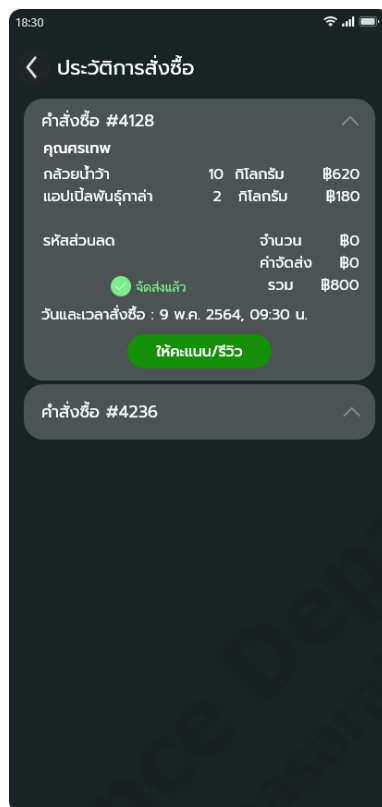 18:30
ประวัติการสั่งซื้อ
คำสั่งซื้อ #4128
คุณศรเทพ
กล้วยน้ำว้า 10 กิโลกรัม ฿620
แอปเปิ้ลพันธุ์กาล่า 2 กิโลกรัม ฿180
รหัสส่วนลด จำนวน ฿0
ค่าจัดส่ง ฿0
จัดส่งแล้ว รวม ฿800
วันและเวลาสั่งซื้อ : 9 พ.ค. 2564, 09:30 น.
ให้คะแนน/รีวิว
คำสั่งซื้อ #4236